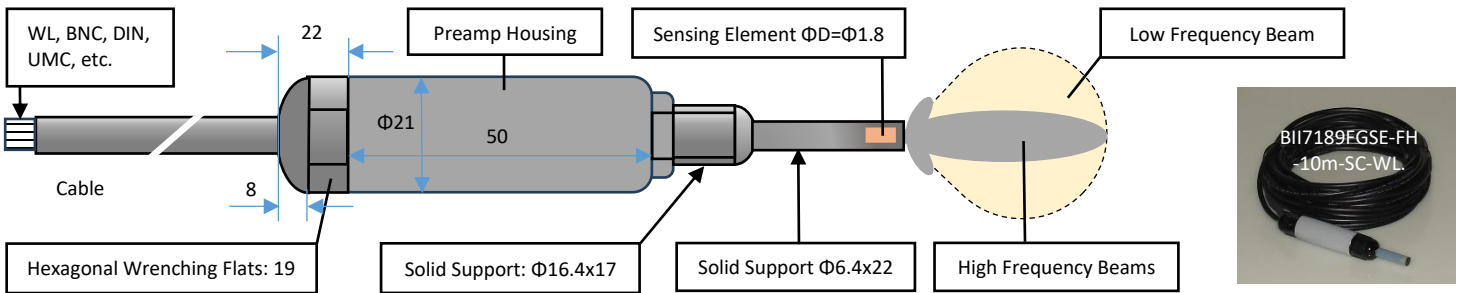 WL, BNC, DIN,
UMC, etc.
22
Preamp Housing
Sensing Element ΦD=Φ1.8
Low Frequency Beam
Φ21
50
BII7189FGSE-FH
-10m-SC-WL.
Cable
8
Hexagonal Wrenching Flats: 19
Solid Support: Φ16.4x17
Solid Support Φ6.4x22
High Frequency Beams